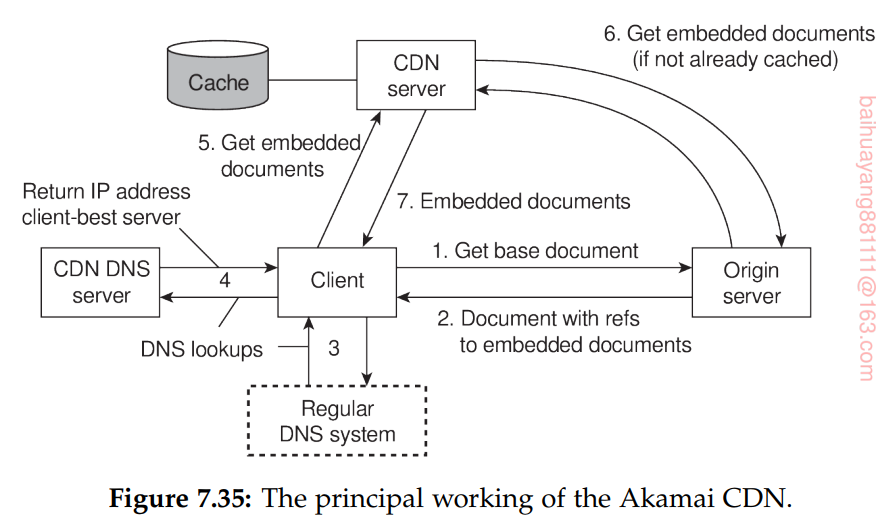 6. Get embedded documents
(if not already cached)
CDN
server
Cache
5. Get embedded
documents
Return IP address
client-best server
7. Embedded documents
1. Get base document
CDN DNS
server
4
Client
Origin
server
2. Document with refs
to embedded documents
DNS lookups
3
Regular
DNS system
baihuayang881111@163.com
Figure 7.35: The principal working of the Akamai CDN.